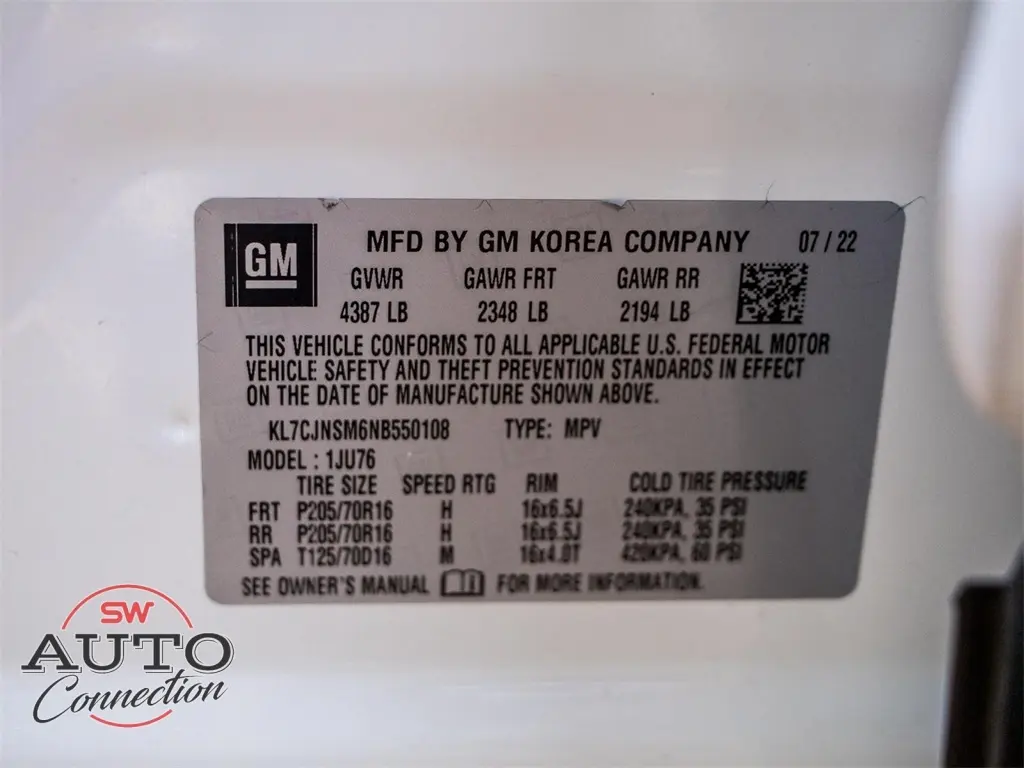 GM
MFD BY GM KOREA COMPANY 07/22
GVWR GAWR FRT GAWR RR
4387 LB 2348 LB 2194 LB
THIS VEHICLE CONFORMS TO ALL APPLICABLE U.S. FEDERAL MOTOR
VEHICLE SAFETY AND THEFT PREVENTION STANDARDS IN EFFECT
ON THE DATE OF MANUFACTURE SHOWN ABOVE.
KL7CJNSM6NB550108 TYPE: MPV
MODEL : 1JU76
TIRE SIZE SPEED RTG RIM COLD TIRE PRESSURE
FRT P205/70R16 H 16x6.5J 240KPA, 35 PSI
RR P205/70R16 H 16x6.5J 240KPA, 35 PSI
SPA T125/70D16 M 16x4.0T 420KPA, 60 PSI
SEE OWNER'S MANUAL FOR MORE INFORMATION.
SW
AUTO
Connection